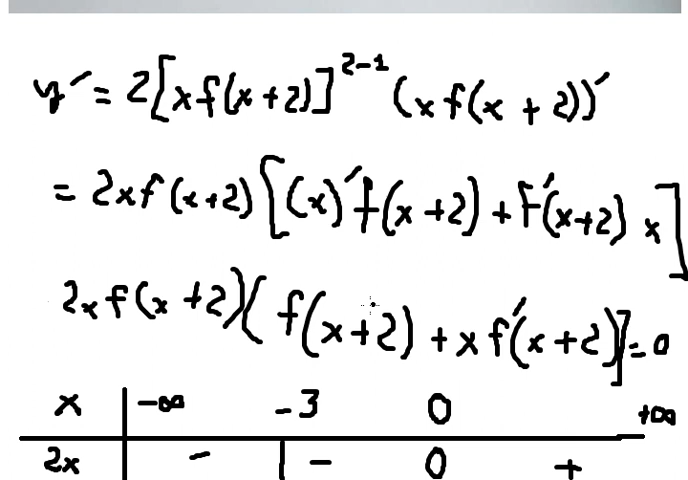 y′ = 2[xf(x+2)]^{2-1} (x f(x + 2))′
= 2xf(x+2)[(x)′f(x+2) + f′(x+2) x]
2xf(x+2)(f(x+2) + xf′(x+2)]=0
x | -∞ -3 0 +∞
2x | - | - 0 +